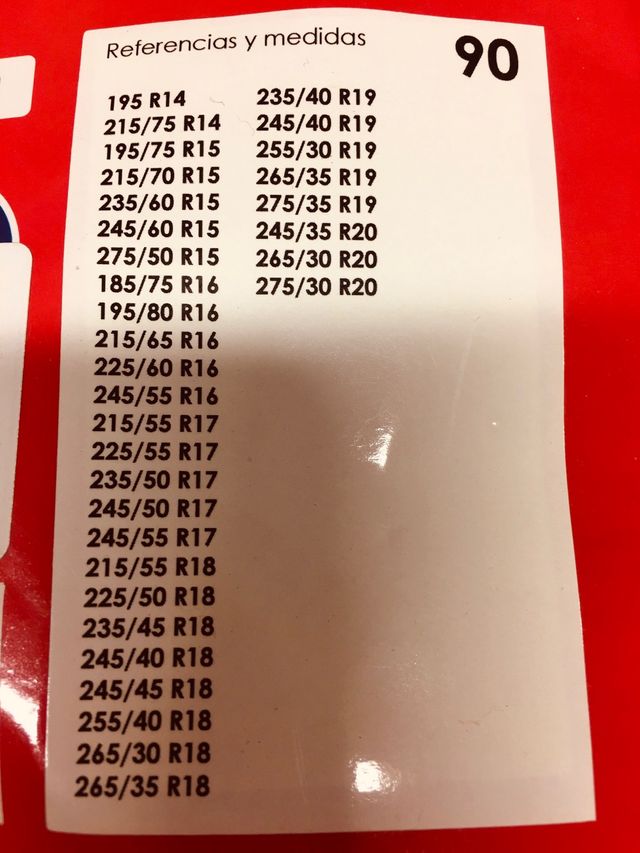 Referencias y medidas
90
195 R14
215/75 R14
195/75 R15
215/70 R15
235/60 R15
245/60 R15
275/50 R15
185/75 R16
195/80 R16
215/65 R16
225/60 R16
245/55 R16
215/55 R17
225/55 R17
235/50 R17
245/50 R17
245/55 R17
215/55 R18
225/50 R18
235/45 R18
245/40 R18
245/45 R18
255/40 R18
265/30 R18
265/35 R18
235/40 R19
245/40 R19
255/30 R19
265/35 R19
275/35 R19
245/35 R20
265/30 R20
275/30 R20